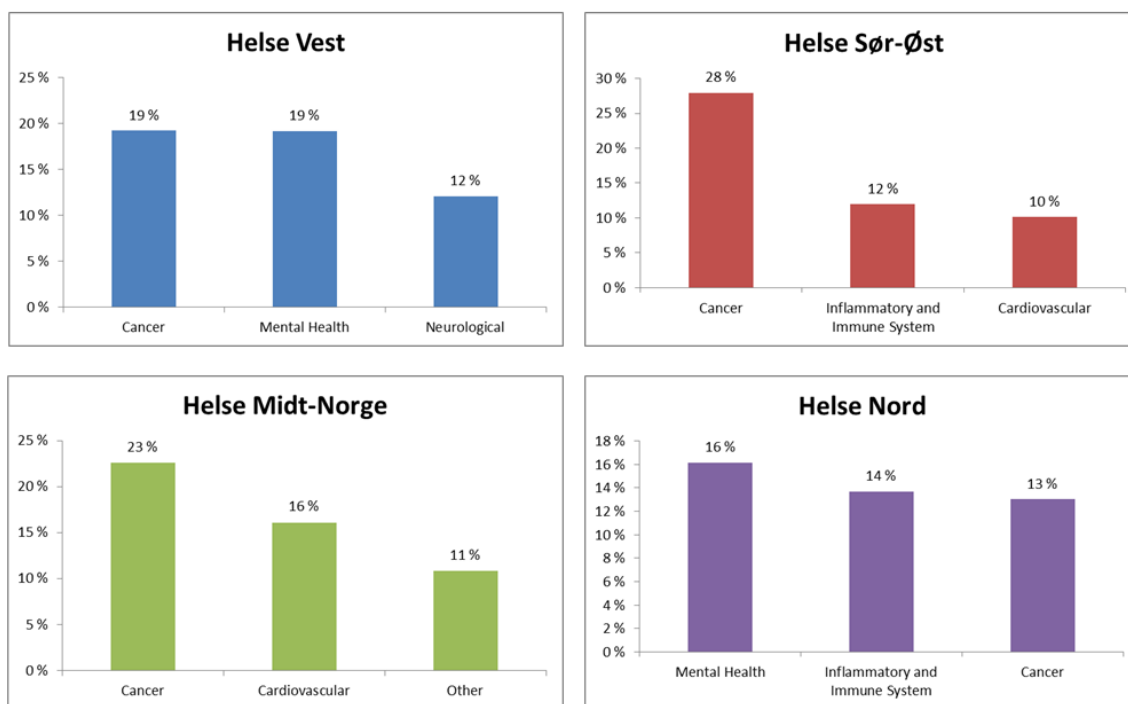 Helse Vest
25 %
20 %
15 %
10 %
5 %
0 %
19 %
19 %
12 %
Cancer
Mental Health
Neurological
Helse Sør-Øst
30 %
25 %
20 %
15 %
10 %
5 %
0 %
28 %
12 %
10 %
Cancer
Inflammatory and
Immune System
Cardiovascular
Helse Midt-Norge
25 %
20 %
15 %
10 %
5 %
0 %
23 %
16 %
11 %
Cancer
Cardiovascular
Other
Helse Nord
18 %
16 %
14 %
12 %
10 %
8 %
6 %
4 %
2 %
0 %
16 %
14 %
13 %
Mental Health
Inflammatory and
Immune System
Cancer